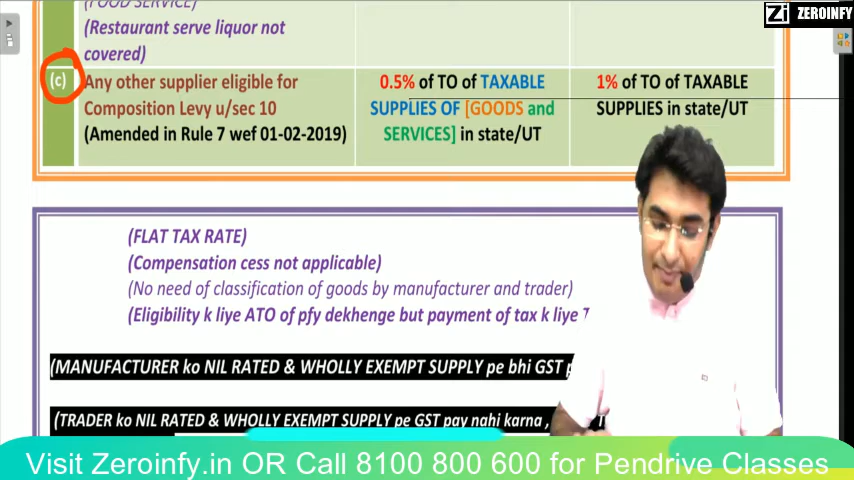 (FOOD SERVICE)
Zi ZEROINFY
(Restaurant serve liquor not
covered)
(c) Any other supplier eligible for
Composition Levy u/sec 10
(Amended in Rule 7 wef 01-02-2019)
0.5% of TO of TAXABLE
SUPPLIES OF [GOODS and
SERVICES] in state/UT
1% of TO of TAXABLE
SUPPLIES in state/UT
(FLAT TAX RATE)
(Compensation cess not applicable)
(No need of classification of goods by manufacturer and trader)
(Eligibility k liye ATO of pfy dekhenge but payment of tax k liye
(MANUFACTURER ko NIL RATED & WHOLLY EXEMPT SUPPLY pe bhi GST
(TRADER ko NIL RATED & WHOLLY EXEMPT SUPPLY pe GST pay nahi karna ,
Visit Zeroinfy.in OR Call 8100 800 600 for Pendrive Classes